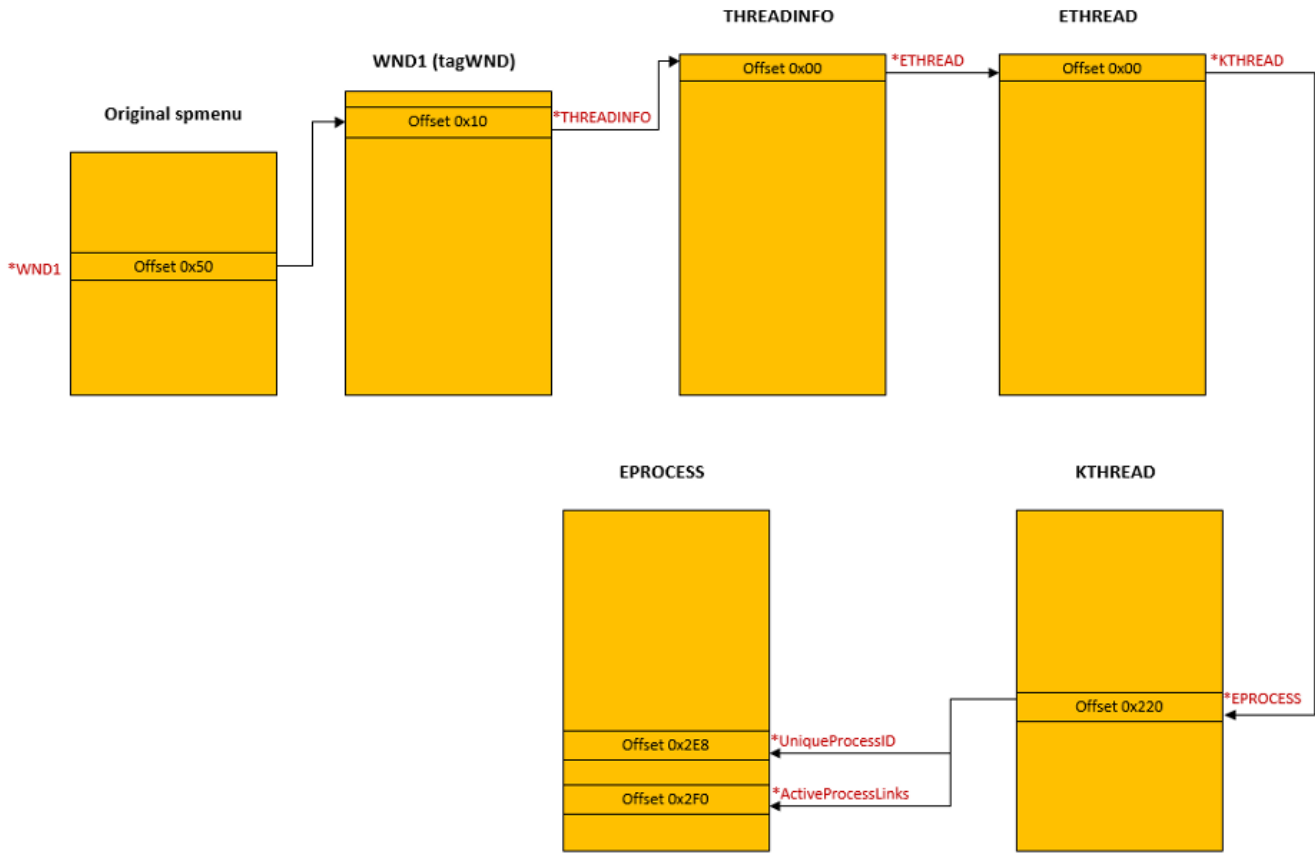 THREADINFO
ETHREAD
WND1 (tagWND)
Original spmenu
Offset 0x00
*ETHREAD
Offset 0x00
*KTHREAD
Offset 0x10
*THREADINFO
*WND1
Offset 0x50
EPROCESS
KTHREAD
Offset 0x220
*EPROCESS
Offset 0x2E8
*UniqueProcessID
Offset 0x2F0
*ActiveProcessLinks